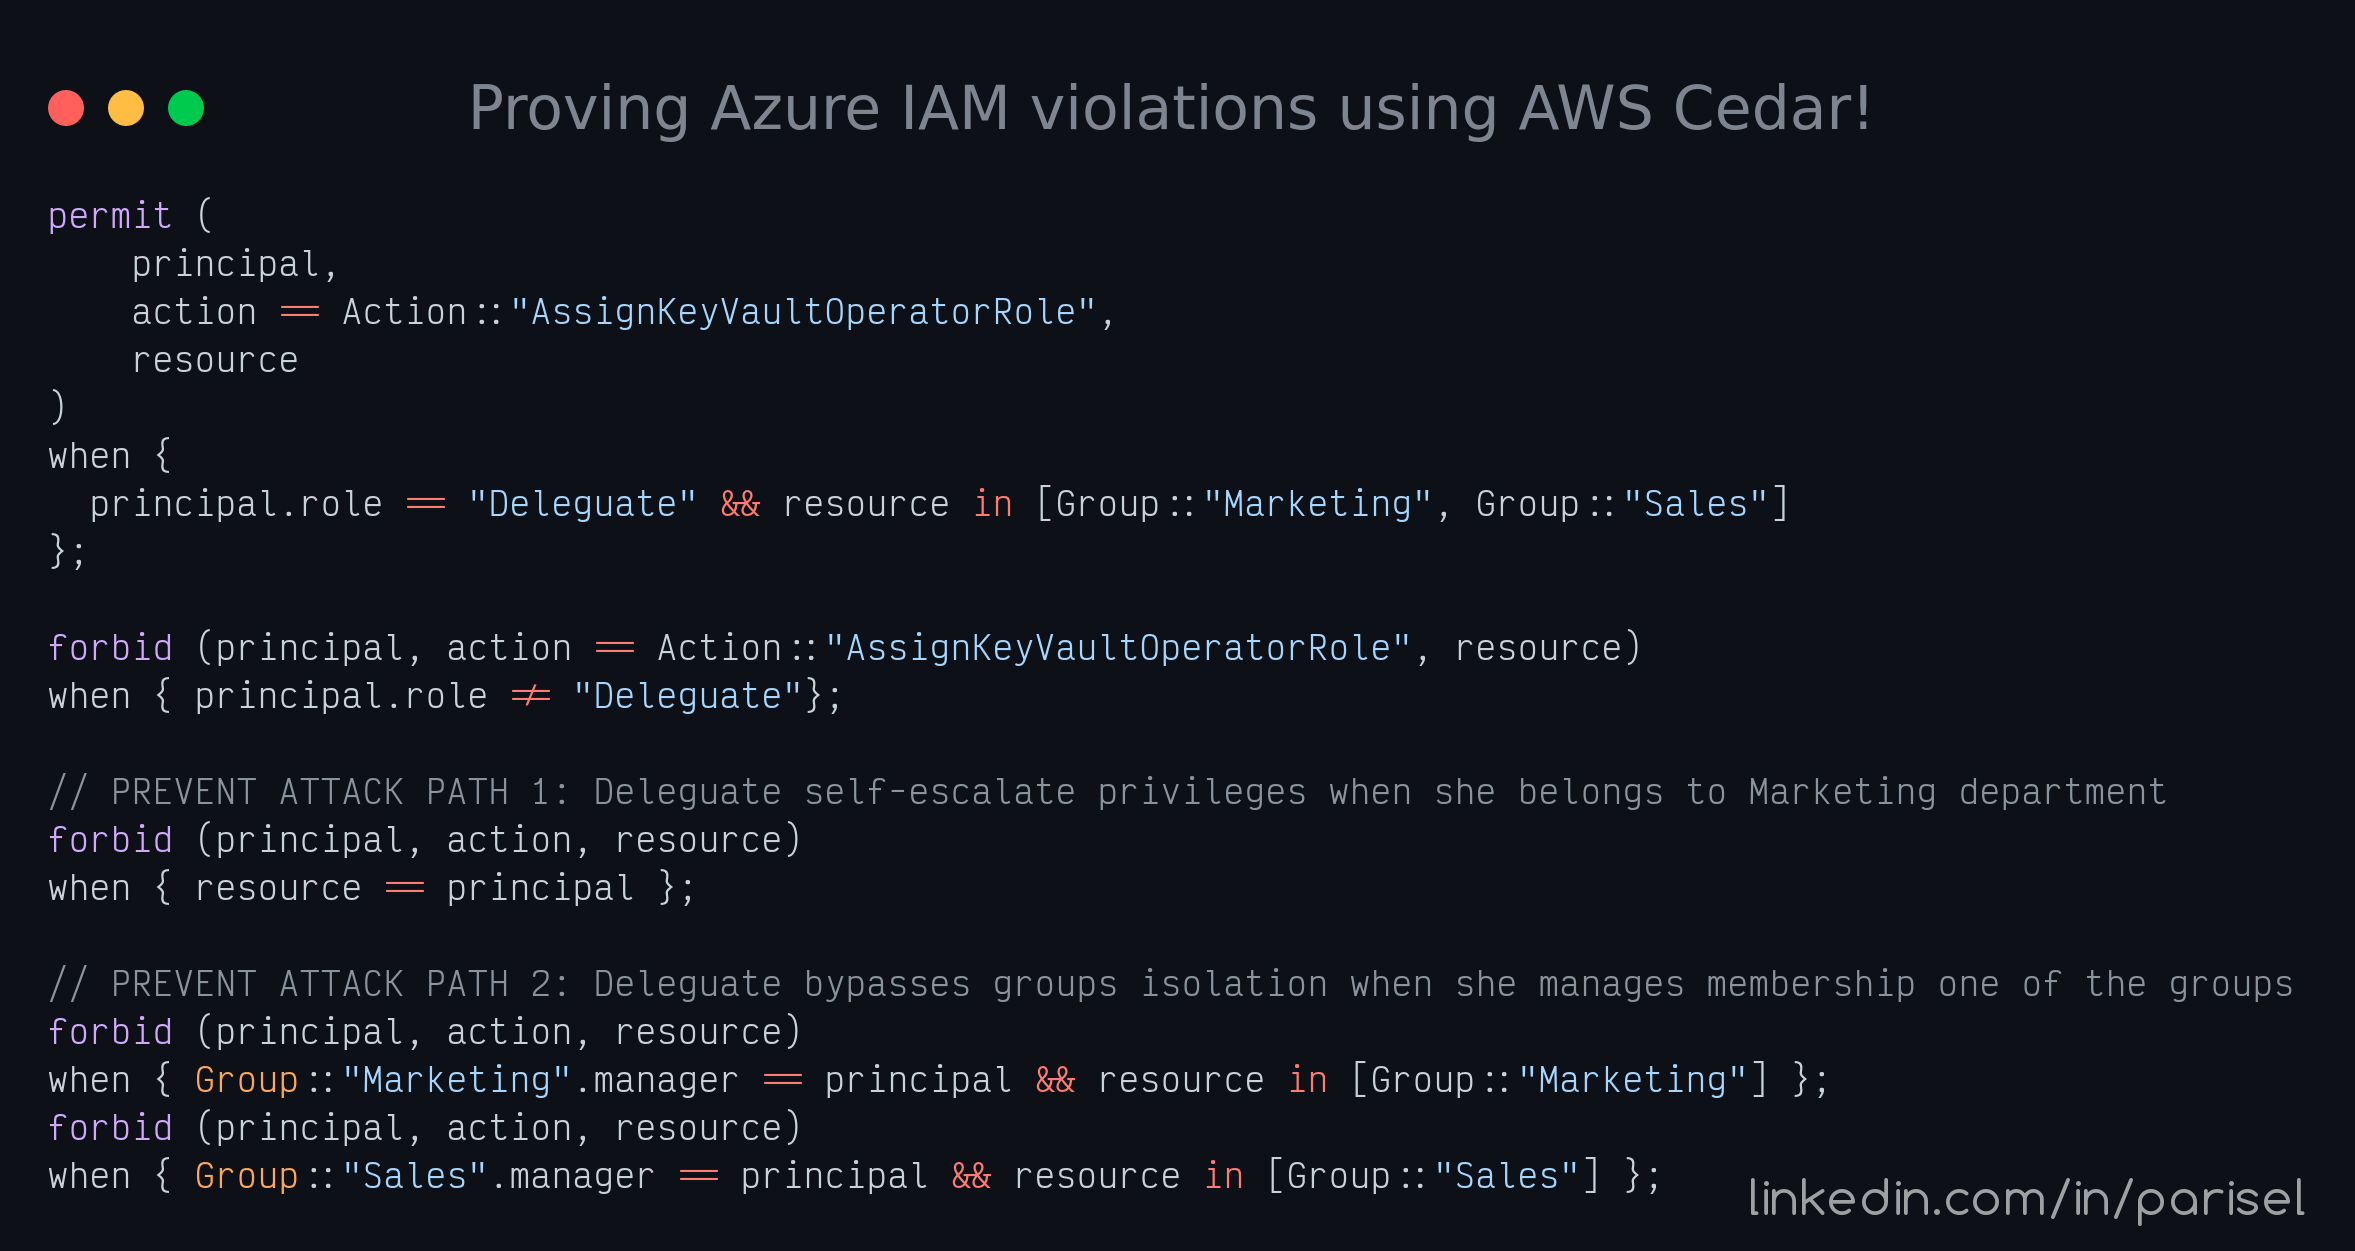 Proving Azure IAM violations using AWS Cedar!
permit (
    principal,
    action == Action::"AssignKeyVaultOperatorRole",
    resource
)
when {
  principal.role == "Deleguate" && resource in [Group::"Marketing", Group::"Sales"]
};
forbid (principal, action == Action::"AssignKeyVaultOperatorRole", resource)
when { principal.role != "Deleguate"};
// PREVENT ATTACK PATH 1: Deleguate self-escalate privileges when she belongs to Marketing department
forbid (principal, action, resource)
when { resource == principal };
// PREVENT ATTACK PATH 2: Deleguate bypasses groups isolation when she manages membership one of the groups
forbid (principal, action, resource)
when { Group::"Marketing".manager == principal && resource in [Group::"Marketing"] };
forbid (principal, action, resource)
when { Group::"Sales".manager == principal && resource in [Group::"Sales"] };
linkedin.com/in/parisel